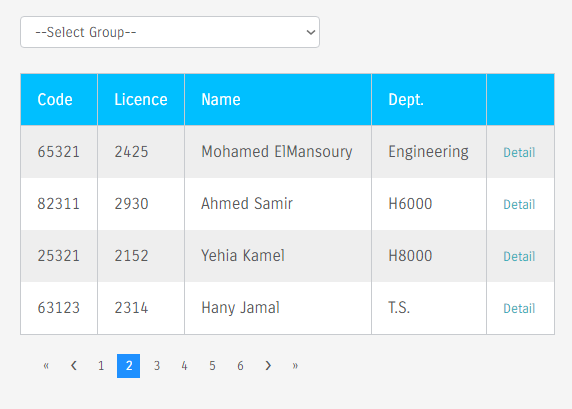 --Select Group--
Code Licence Name Dept.
65321 2425 Mohamed ElMansoury Engineering Detail
82311 2930 Ahmed Samir H6000 Detail
25321 2152 Yehia Kamel H8000 Detail
63123 2314 Hany Jamal T.S. Detail
« ‹ 1 2 3 4 5 6 › »